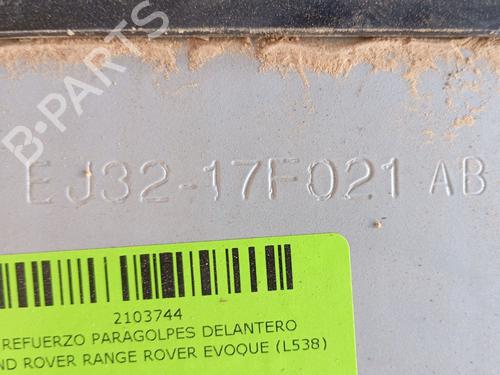 B-PARTS
EJ32-17F021 AB
2103744
REFUERZO PARAGOLPES DELANTERO
ND ROVER RANGE ROVER EVOQUE (L538)